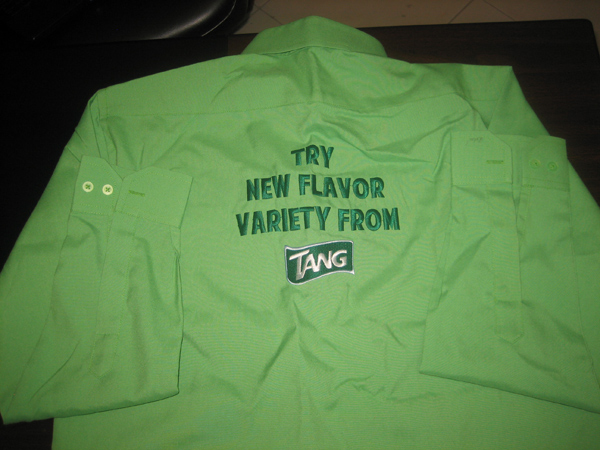 TRY
NEW FLAVOR
VARIETY FROM
TANG